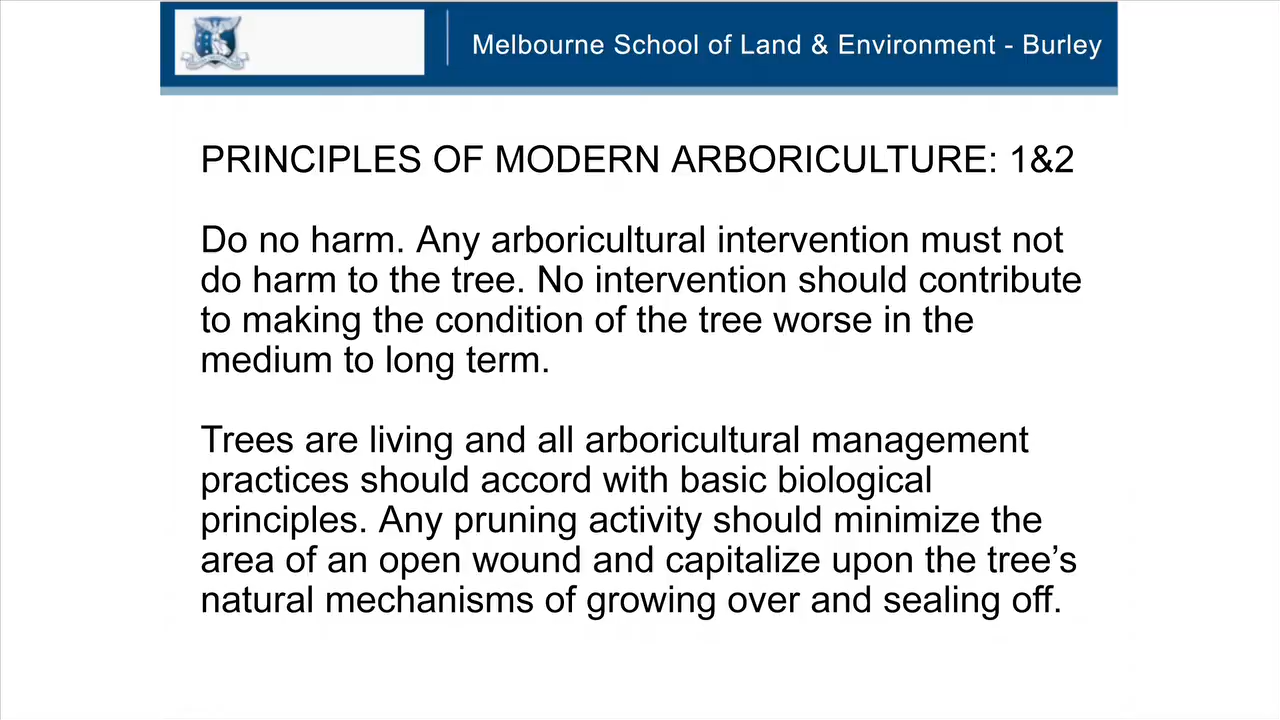 Melbourne School of Land & Environment - Burley
PRINCIPLES OF MODERN ARBORICULTURE: 1&2
Do no harm. Any arboricultural intervention must not
do harm to the tree. No intervention should contribute
to making the condition of the tree worse in the
medium to long term.
Trees are living and all arboricultural management
practices should accord with basic biological
principles. Any pruning activity should minimize the
area of an open wound and capitalize upon the tree’s
natural mechanisms of growing over and sealing off.